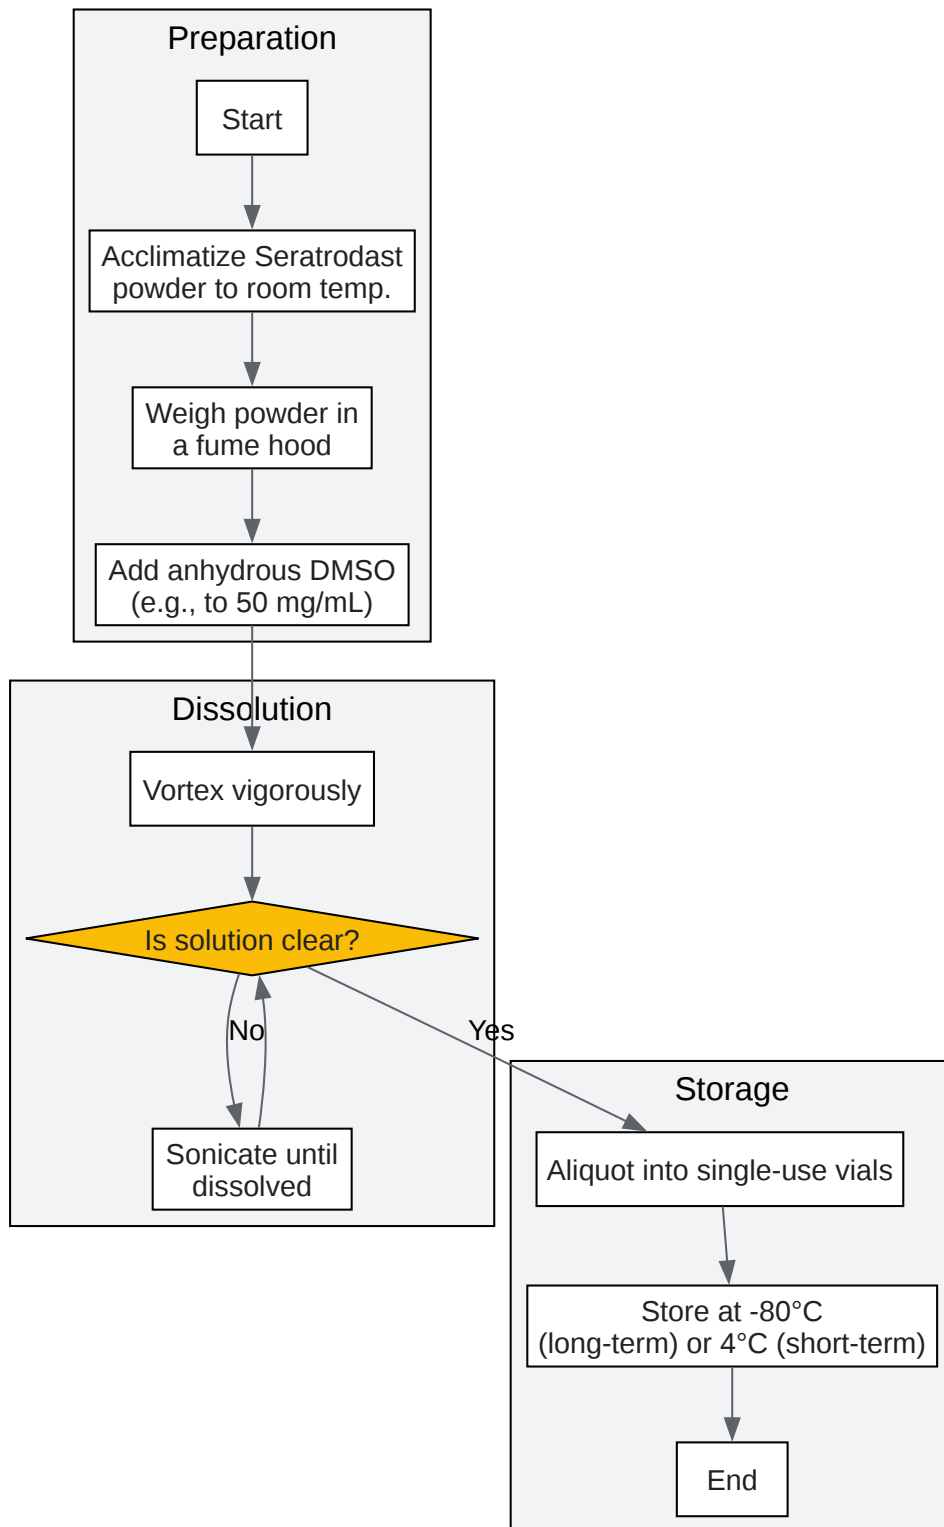 Preparation
Start
Acclimatize Seratrodast
powder to room temp.
Weigh powder in
a fume hood
Add anhydrous DMSO
(e.g., to 50 mg/mL)
Dissolution
Vortex vigorously
Is solution clear?
No
Yes
Sonicate until
dissolved
Storage
Aliquot into single-use vials
Store at -80°C
(long-term) or 4°C (short-term)
End